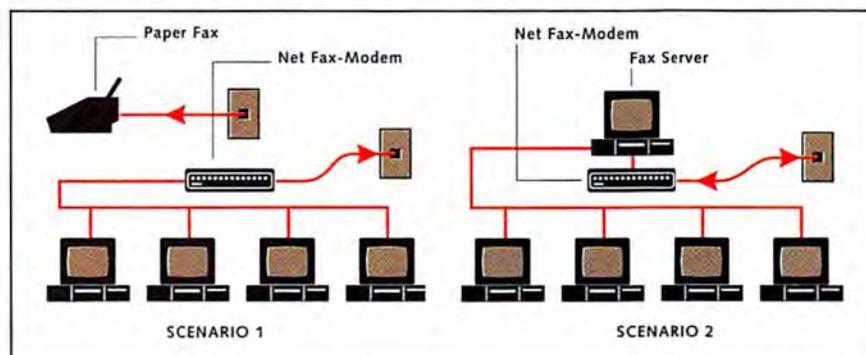 Paper Fax
Net Fax-Modem
Net Fax-Modem
Fax Server
SCENARIO 1
SCENARIO 2